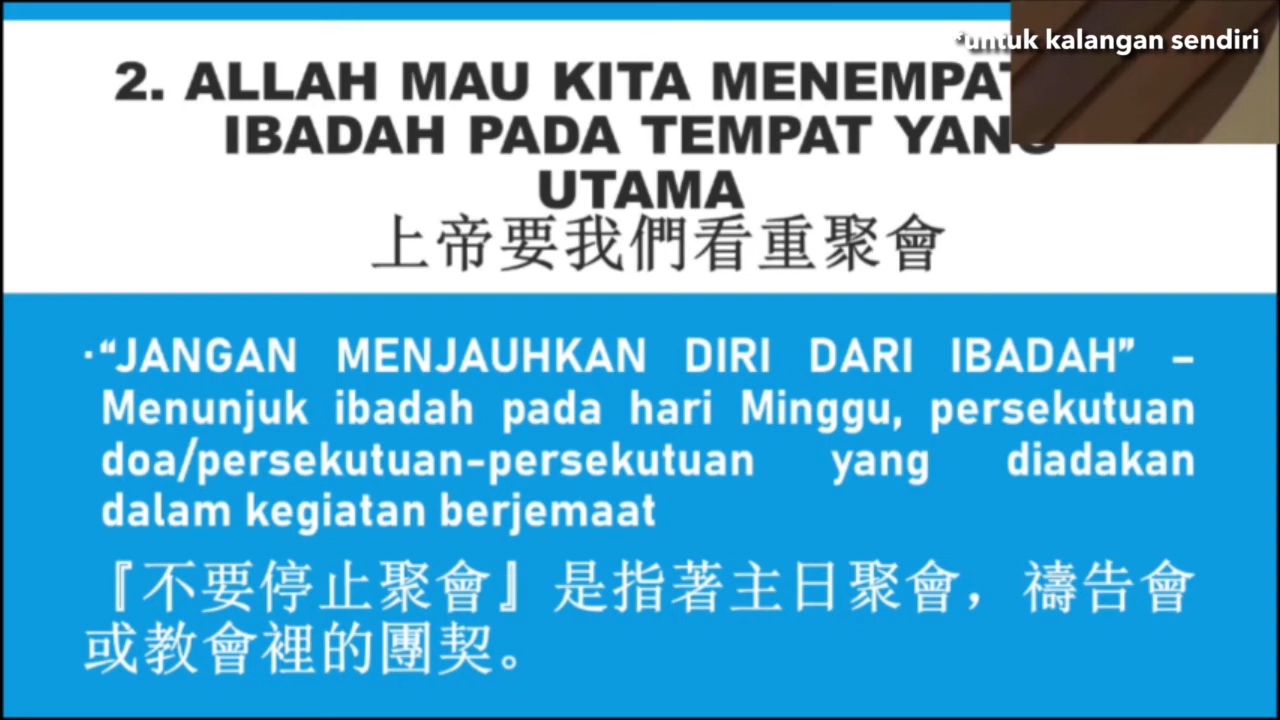 *untuk kalangan sendiri
2. ALLAH MAU KITA
IBADAH PADA TEMPAT YANG
UTAMA
上帝要我們看重聚會
·“JANGAN MENJAUHKAN DIRI DARI IBADAH” –
Menunjuk ibadah pada hari Minggu, persekutuan
doa/persekutuan-persekutuan yang diadakan
dalam kegiatan berjemaat
『不要停止聚會』是指著主日聚會，禱告會
或教會裡的團契。